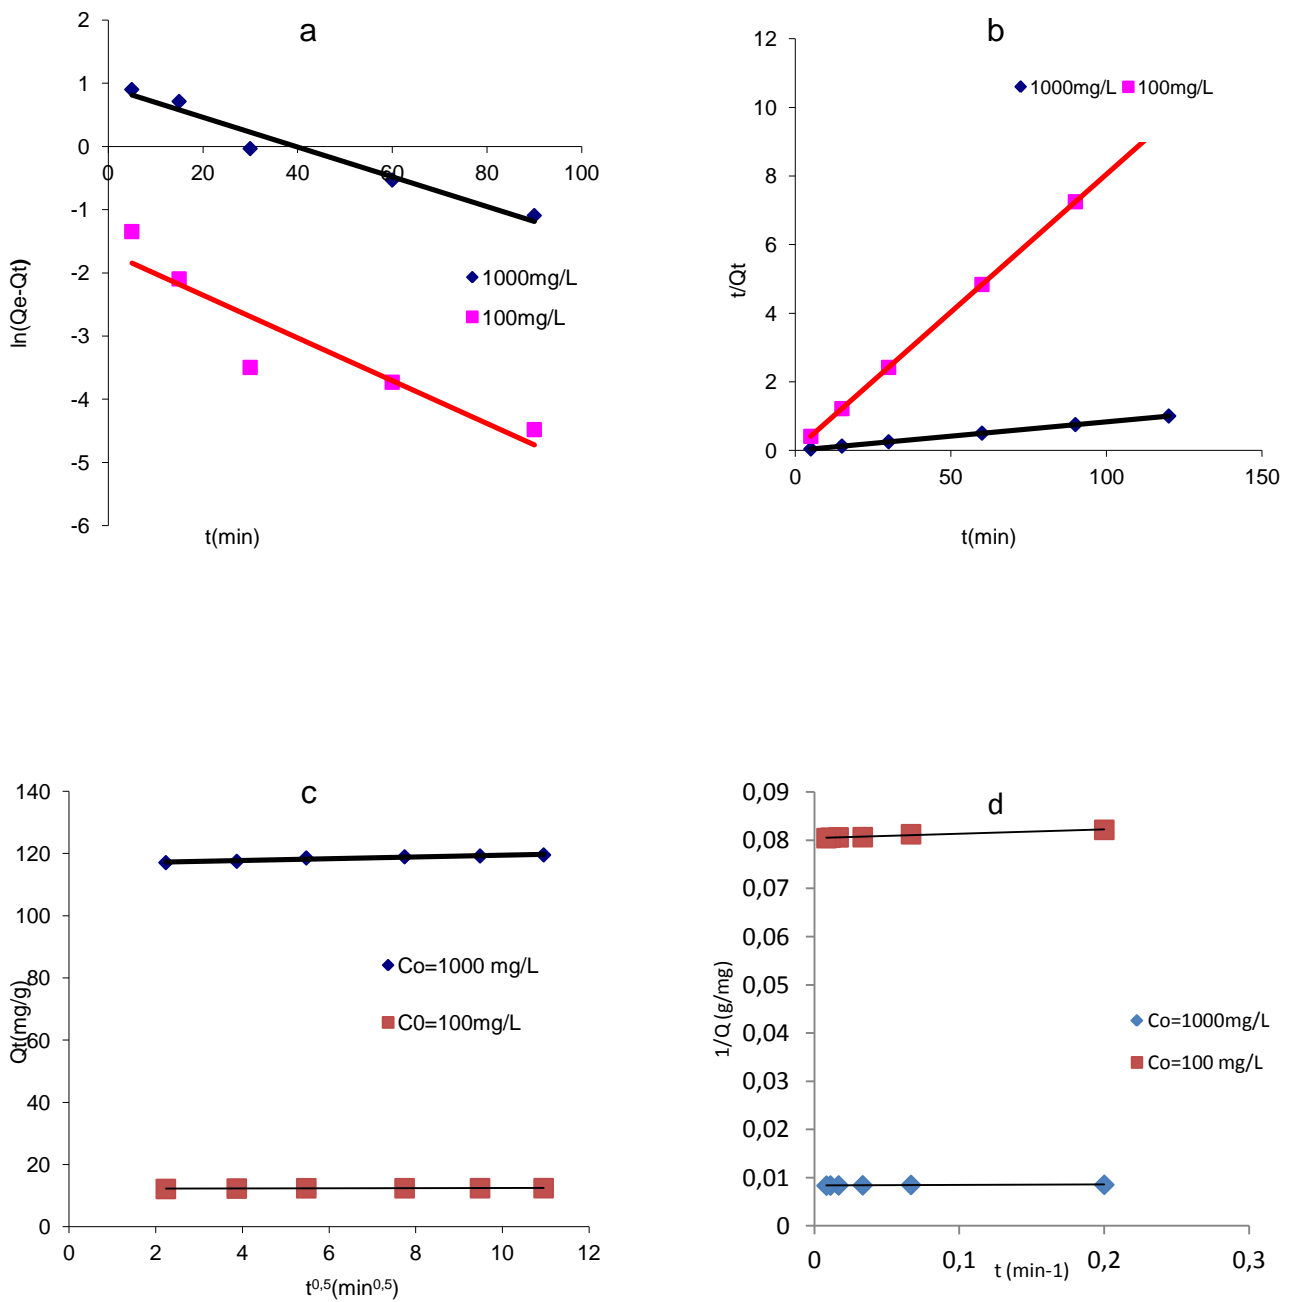 a
2
1
0
-1
-2
-3
-4
-5
-6
0
20
40
60
80
100
ln(Qe-Qt)
t(min)
1000mg/L
100mg/L
b
12
10
8
6
4
2
0
0
50
100
150
t/Qt
t(min)
1000mg/L 100mg/L
c
140
120
100
80
60
40
20
0
0 2 4 6 8 10 12
Qt(mg/g)
t0,5(min0,5)
Co=1000 mg/L
C0=100mg/L
d
0,09
0,08
0,07
0,06
0,05
0,04
0,03
0,02
0,01
0
0 0,1 0,2 0,3
1/Q (g/mg)
t (min-1)
Co=1000mg/L
Co=100 mg/L